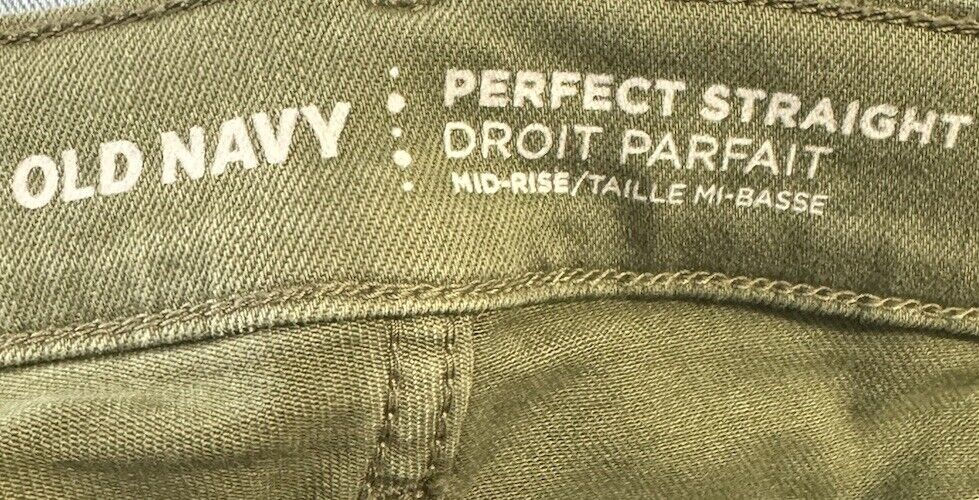 OLD NAVY
PERFECT STRAIGHT
DROIT PARFAIT
MID-RISE/TAILLE MI-BASSE